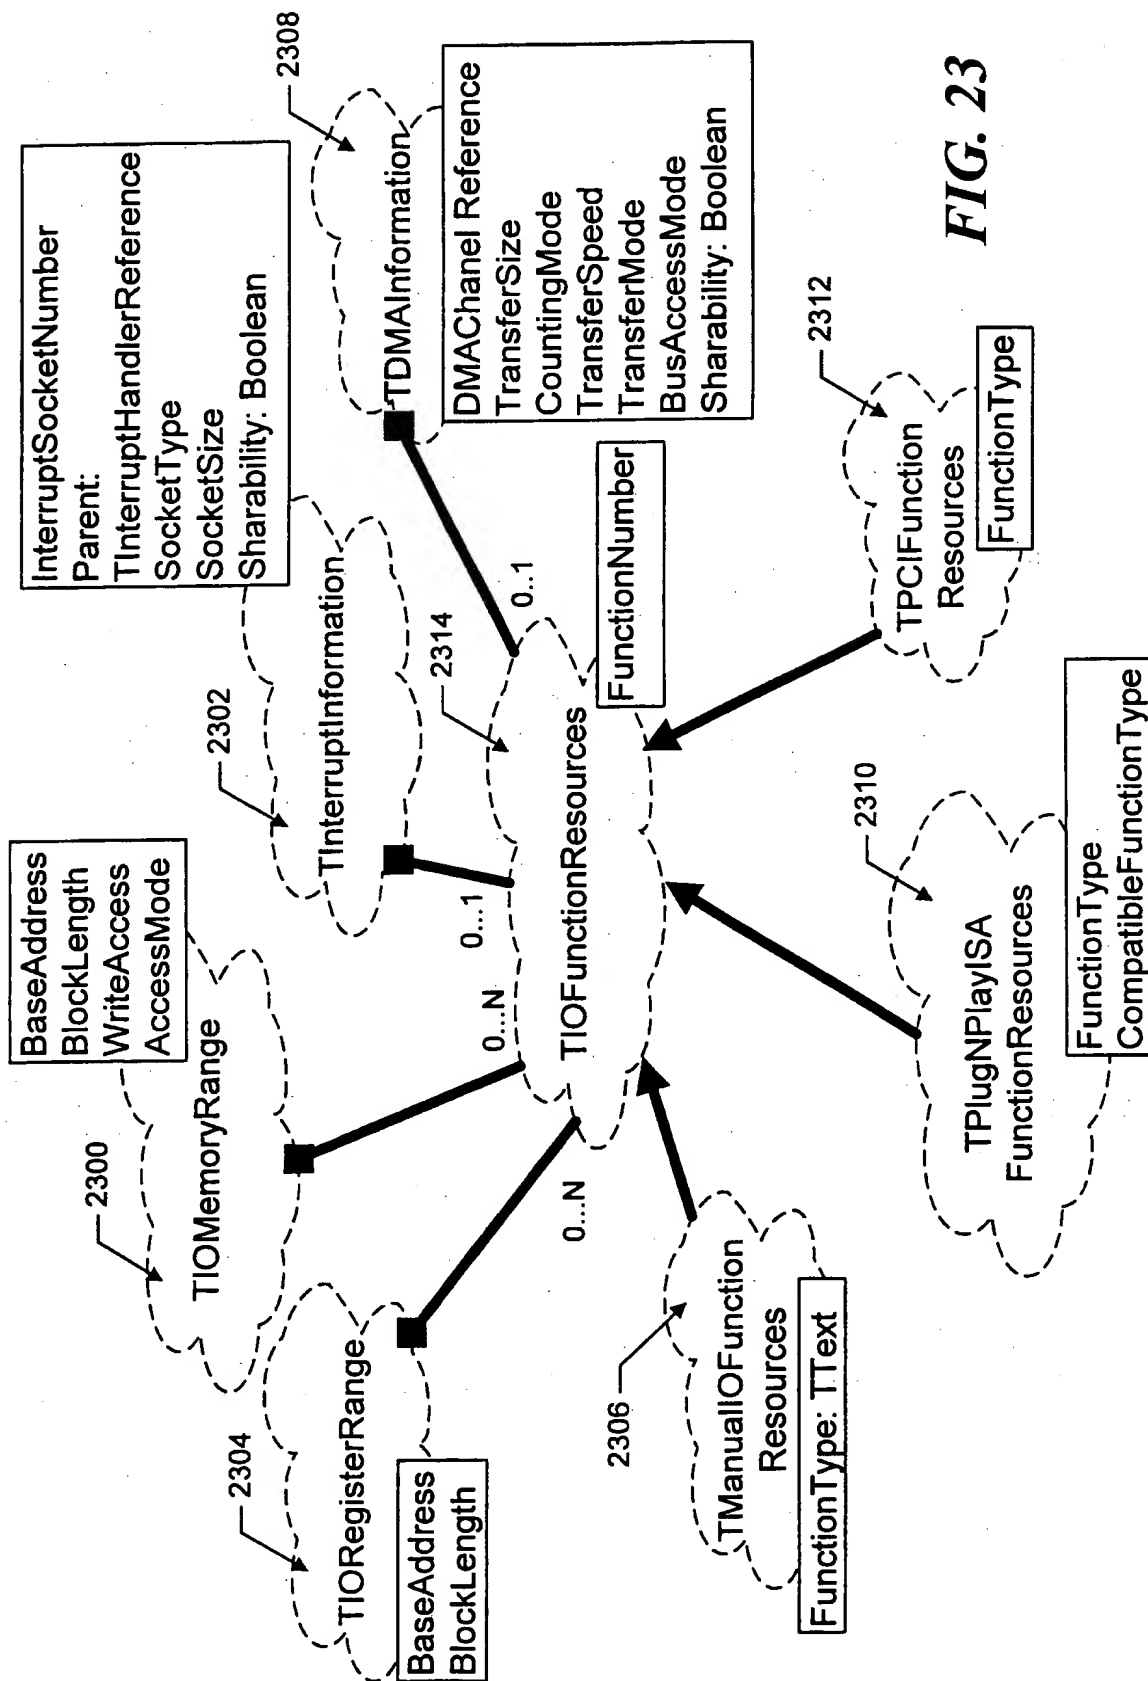 2304
TIORegisterRange
BaseAddress
BlockLength
2300
TIOMemoryRange
BaseAddress
BlockLength
WriteAccess
AccessMode
2302
TInterruptInformation
InterruptSocketNumber
Parent:
TInterruptHandlerReference
SocketType
SocketSize
Sharability: Boolean
2308
TDMAInformation
DMAChanel Reference
TransferSize
CountingMode
TransferSpeed
TransferMode
BusAccessMode
Sharability: Boolean
0...N
0...N
0...1
0..1
2314
TIOFunctionResources
FunctionNumber
2306
TManualIOFunction
Resources
FunctionType: TText
2310
TPlugNPlayISA
FunctionResources
FunctionType
CompatibleFunctionType
2312
TPCIFunction
Resources
FunctionType
FIG. 23